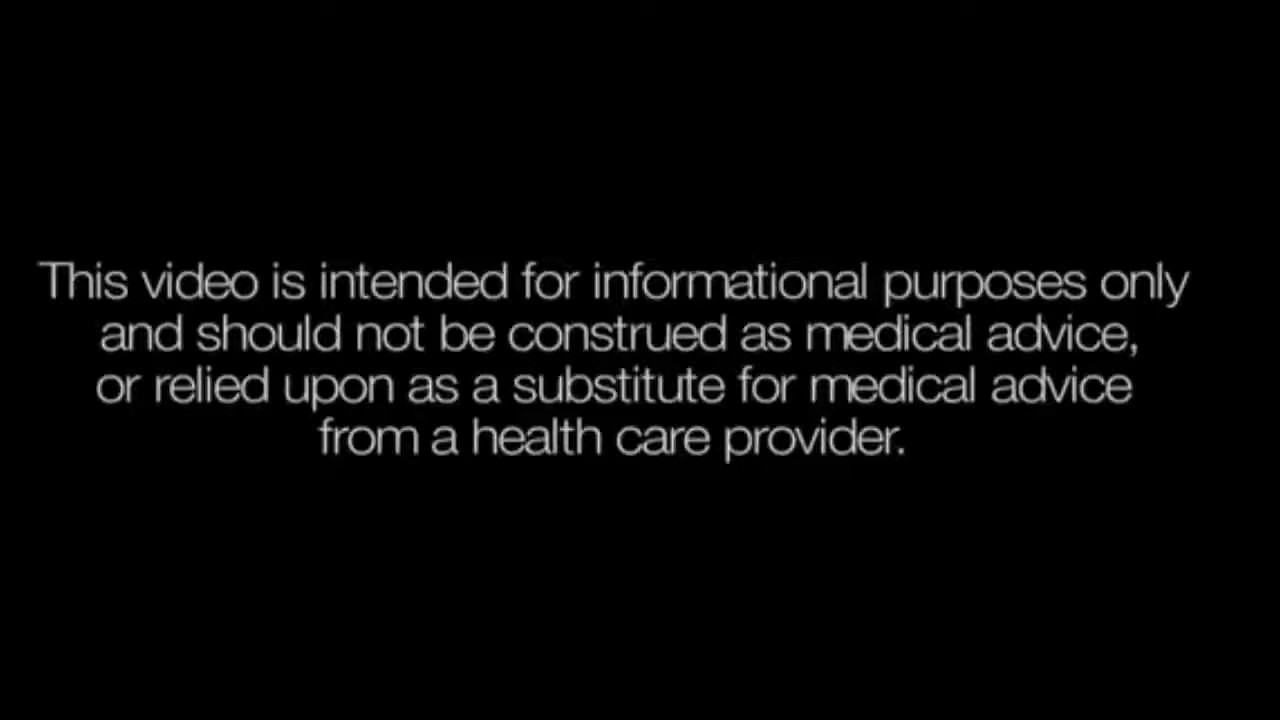 This video is intended for informational purposes only
and should not be construed as medical advice,
or relied upon as a substitute for medical advice
from a health care provider.